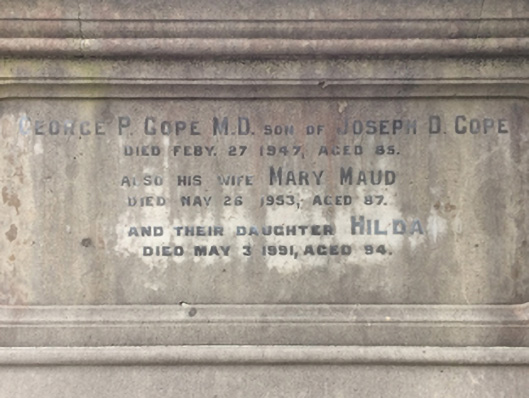 GEORGE P. COPE M.D. SON OF JOSEPH D. COPE
DIED FEBY. 27 1947, AGED 85.
ALSO HIS WIFE MARY MAUD
DIED MAY 26 1953, AGED 87.
AND THEIR DAUGHTER HILDA.
DIED MAY 3 1991, AGED 94.